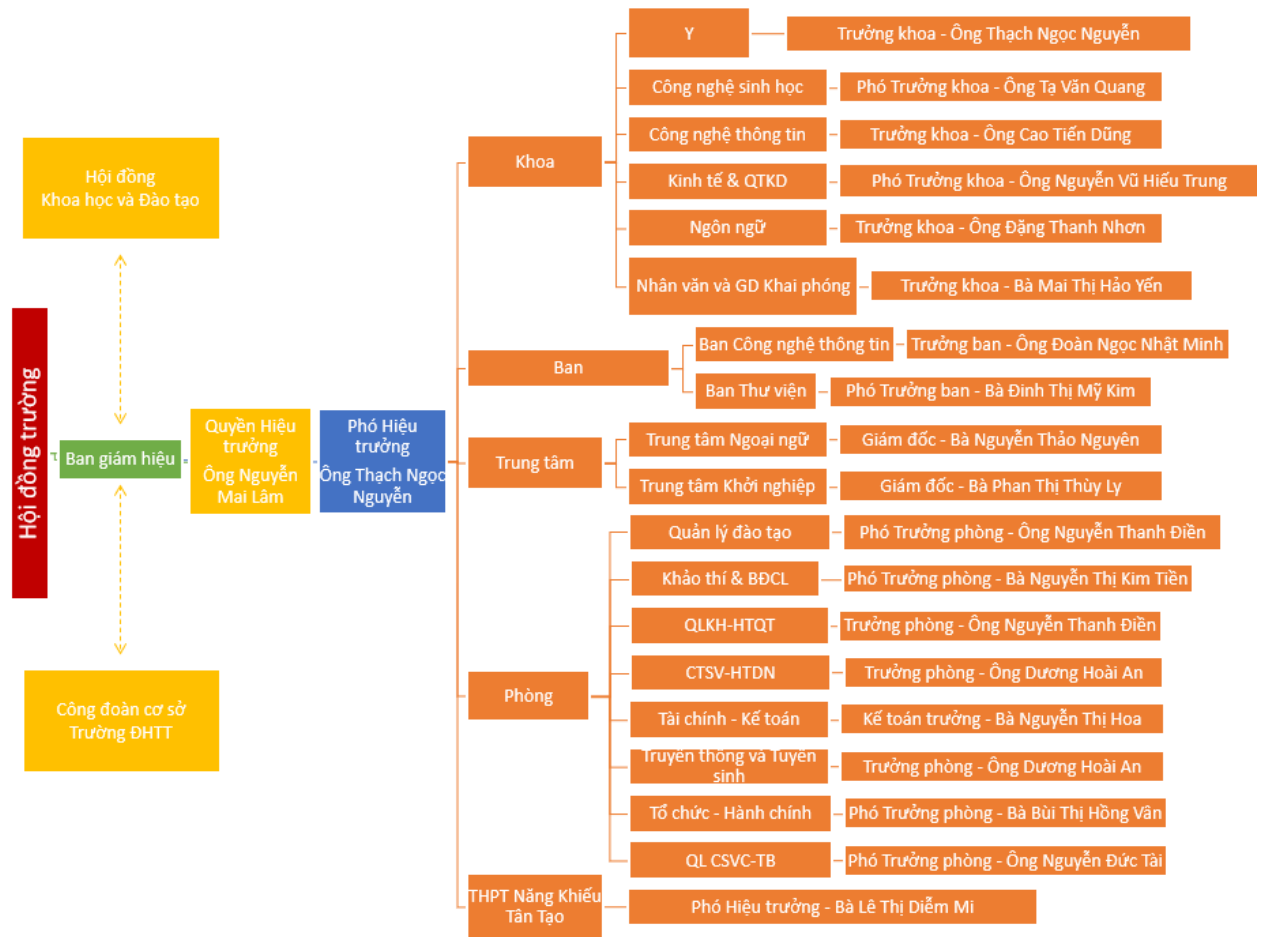 Hội đồng
Khoa học và Đào tạo
Hội đồng trường
Ban giám hiệu
Công đoàn cơ sở
Trường ĐHTT
Quyền Hiệu
trưởng
Ông Nguyễn
Mai Lâm
Phó Hiệu
trưởng
Ông Thạch Ngọc
Nguyễn
Khoa
Y
Trưởng khoa - Ông Thạch Ngọc Nguyễn
Công nghệ sinh học
Phó Trưởng khoa - Ông Tạ Văn Quang
Công nghệ thông tin
Trưởng khoa - Ông Cao Tiến Dũng
Kinh tế & QTKD
Phó Trưởng khoa - Ông Nguyễn Vũ Hiếu Trung
Ngôn ngữ
Trưởng khoa - Ông Đặng Thanh Nhơn
Nhân văn và GD Khai phóng
Trưởng khoa - Bà Mai Thị Hảo Yến
Ban
Ban Công nghệ thông tin
Trưởng ban - Ông Đoàn Ngọc Nhật Minh
Ban Thư viện
Phó Trưởng ban - Bà Đinh Thị Mỹ Kim
Trung tâm
Trung tâm Ngoại ngữ
Giám đốc - Bà Nguyễn Thảo Nguyên
Trung tâm Khởi nghiệp
Giám đốc - Bà Phan Thị Thùy Ly
Phòng
Quản lý đào tạo
Phó Trưởng phòng - Ông Nguyễn Thanh Điền
Khảo thí & BĐCL
Phó Trưởng phòng - Bà Nguyễn Thị Kim Tiền
QLKH-HTQT
Trưởng phòng - Ông Nguyễn Thanh Điền
CTSV-HTDN
Trưởng phòng - Ông Dương Hoài An
Tài chính - Kế toán
Kế toán trưởng - Bà Nguyễn Thị Hoa
Truyền thông và Tuyển
sinh
Trưởng phòng - Ông Dương Hoài An
Tổ chức - Hành chính
Phó Trưởng phòng - Bà Bùi Thị Hồng Vân
QL CSVC-TB
Phó Trưởng phòng - Ông Nguyễn Đức Tài
THPT Năng Khiếu
Tân Tạo
Phó Hiệu trưởng - Bà Lê Thị Diễm Mi